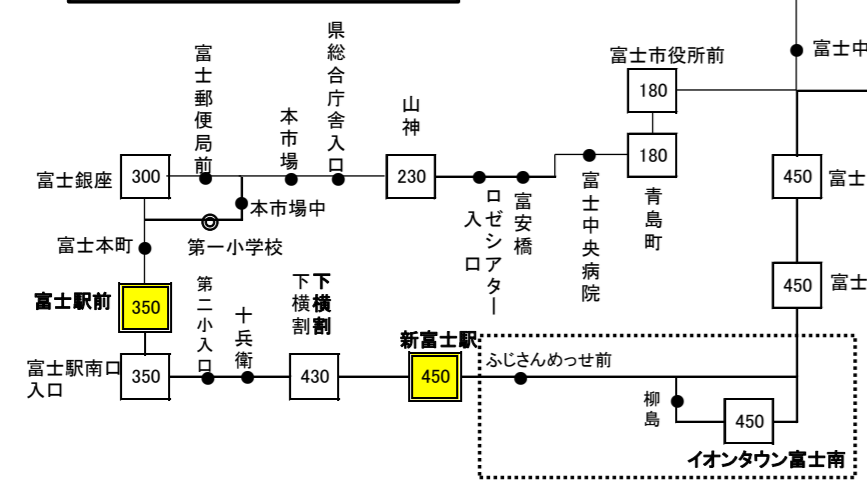 富士中
富士市役所前
180
180
青島町
富士中央病院
富安橋
ロゼシアター入口
山神
230
県総合庁舎入口
本市場
富士郵便局前
富士銀座
300
本市場中
第一小学校
富士本町
富士駅前
350
富士駅南口
入口
350
第二小入口
十兵衛
下横割
下横割
430
新富士駅
450
ふじさんめっせ前
柳島
450
イオンタウン富士南
450
富士
450
富士